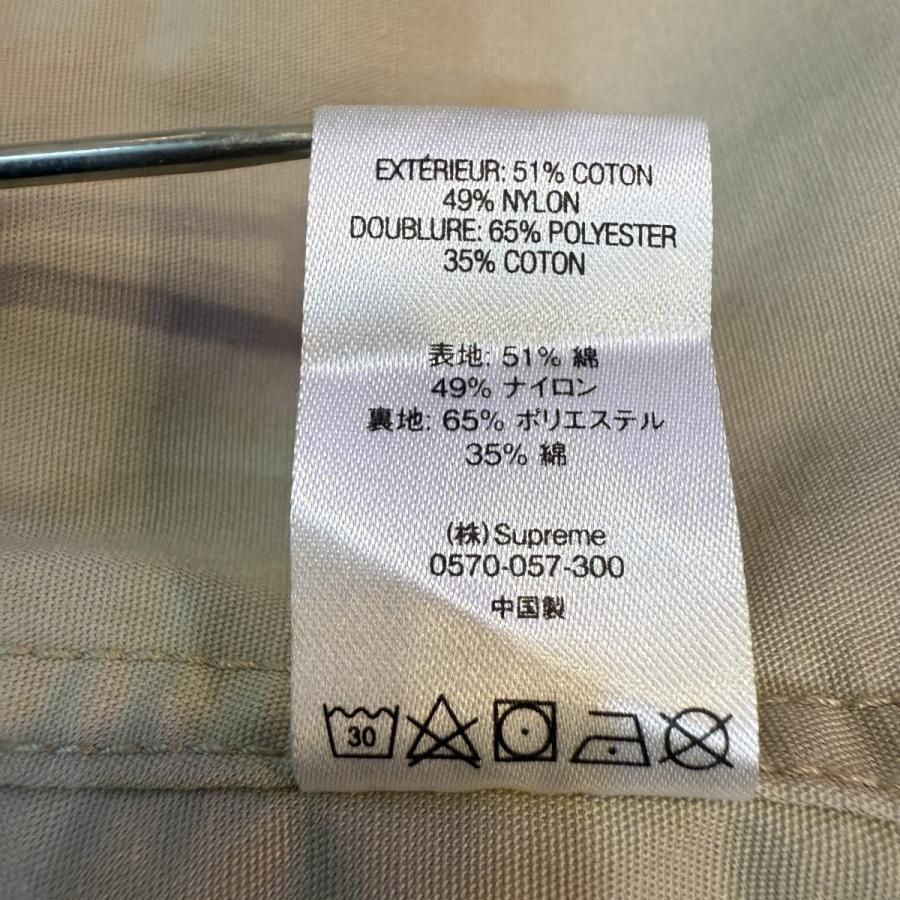 EXTÉRIEUR: 51% COTON
49% NYLON
DOUBLURE: 65% POLYESTER
35% COTON
表地: 51% 綿
49% ナイロン
裏地: 65% ポリエステル
35% 綿
(株)Supreme
0570-057-300
中国製
30